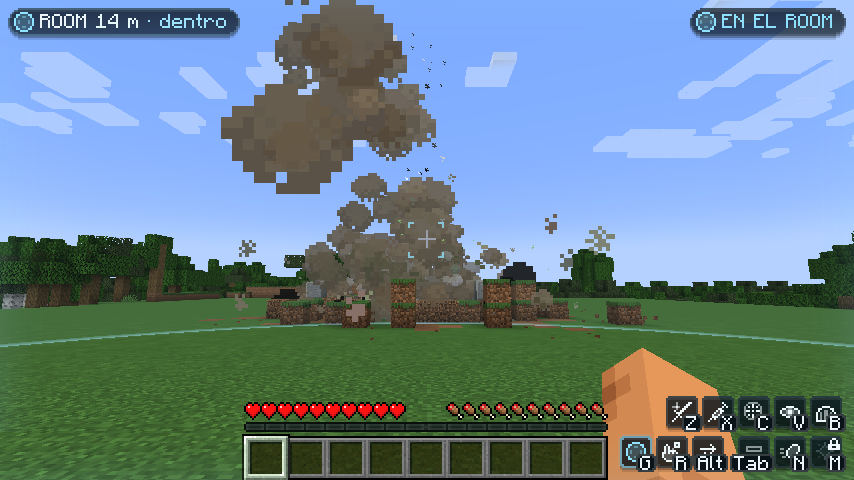 ROOM 14 m · dentro
EN EL ROOM
Z X C V B
G R Alt Tab N M